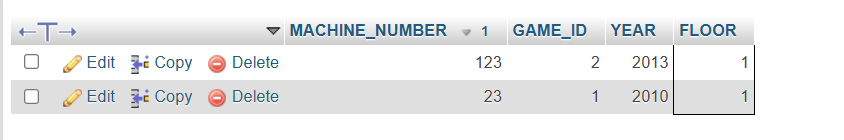 ←T→ MACHINE_NUMBER 1 GAME_ID YEAR FLOOR
Edit Copy Delete 123 2 2013 1
Edit Copy Delete 23 1 2010 1